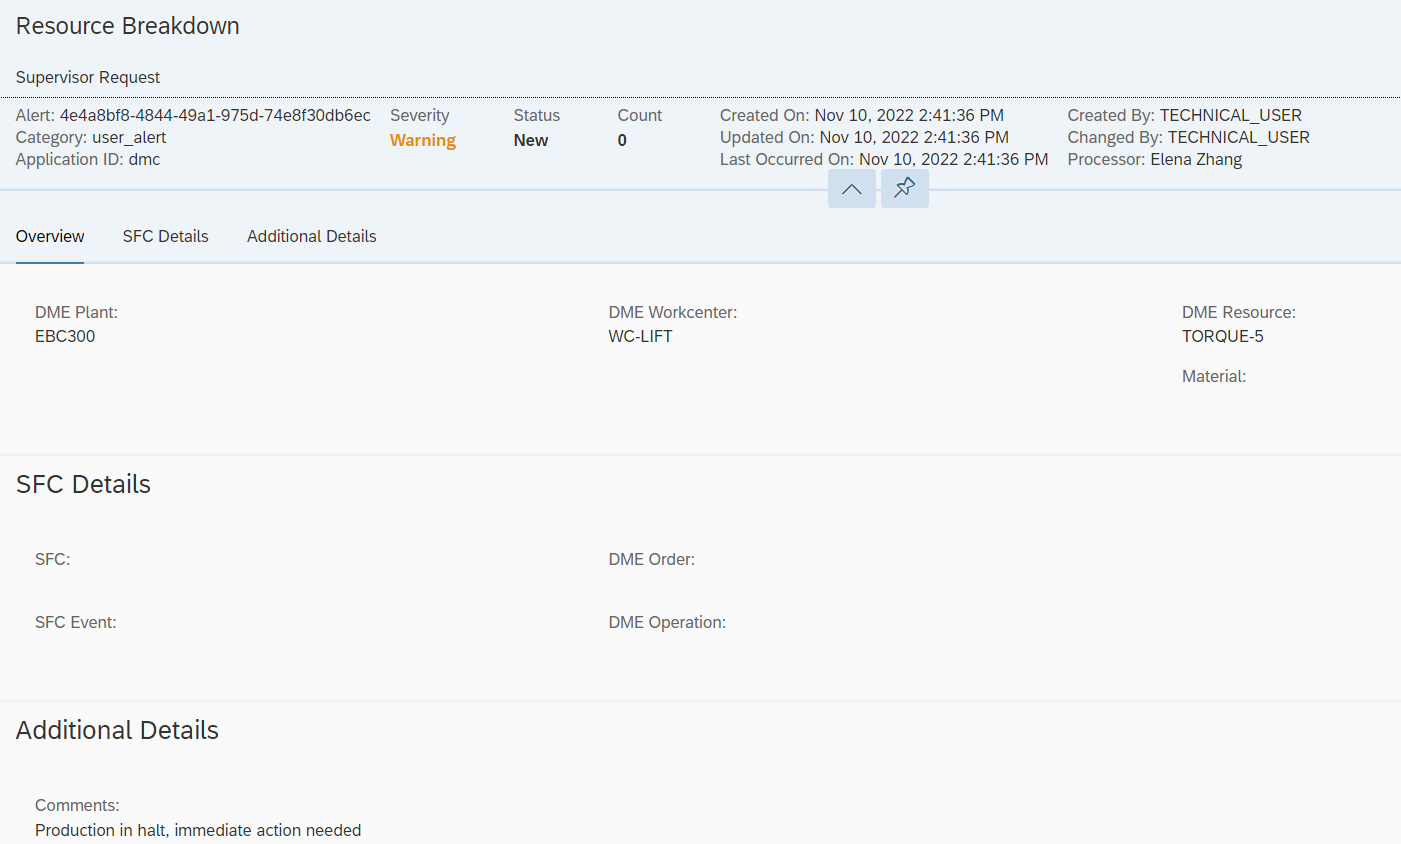 Resource Breakdown
Supervisor Request
Alert: 4e4a8bf8-4844-49a1-975d-74e8f30db6ec
Category: user_alert
Application ID: dmc
Severity
Warning
Status
New
Count
0
Created On: Nov 10, 2022 2:41:36 PM
Updated On: Nov 10, 2022 2:41:36 PM
Last Occurred On: Nov 10, 2022 2:41:36 PM
Created By: TECHNICAL_USER
Changed By: TECHNICAL_USER
Processor: Elena Zhang
Overview SFC Details Additional Details
DME Plant:
EBC300
DME Workcenter:
WC-LIFT
DME Resource:
TORQUE-5
Material:
SFC Details
SFC:
DME Order:
SFC Event:
DME Operation:
Additional Details
Comments:
Production in halt, immediate action needed